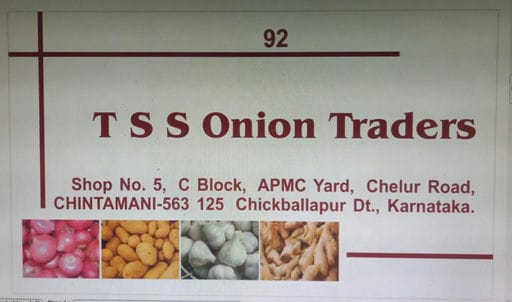 92
T S S Onion Traders
Shop No. 5, C Block, APMC Yard, Chelur Road,
CHINTAMANI-563 125 Chickballapur Dt., Karnataka.